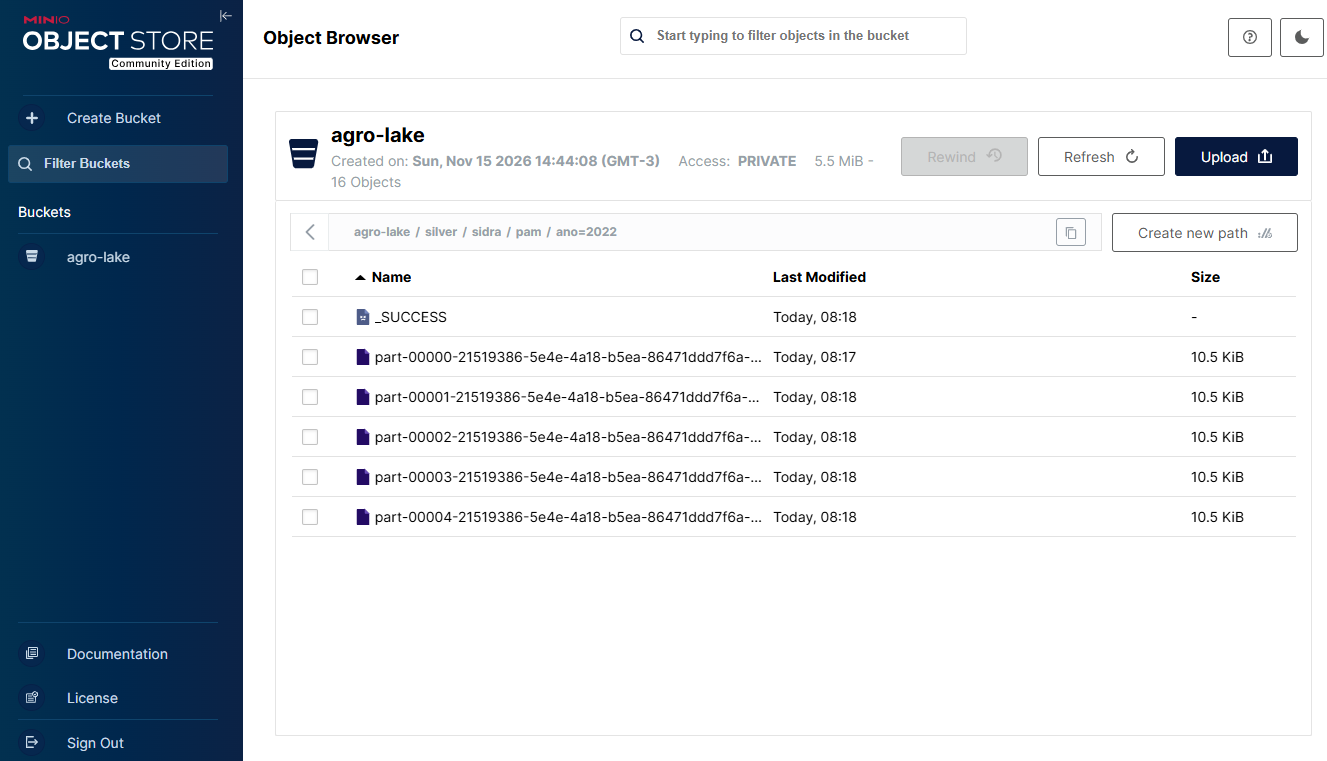 MINIO
OBJECT STORE
Community Edition
Create Bucket
Filter Buckets
Buckets
agro-lake
Documentation
License
Sign Out
Object Browser
Start typing to filter objects in the bucket
agro-lake
Created on: Sun, Nov 15 2026 14:44:08 (GMT-3) Access: PRIVATE 5.5 MiB -
16 Objects
Rewind
Refresh
Upload
agro-lake / silver / sidra / pam / ano=2022
Create new path
Name Last Modified Size
_SUCCESS Today, 08:18 -
part-00000-21519386-5e4e-4a18-b5ea-86471ddd7f6a-... Today, 08:17 10.5 KiB
part-00001-21519386-5e4e-4a18-b5ea-86471ddd7f6a-... Today, 08:18 10.5 KiB
part-00002-21519386-5e4e-4a18-b5ea-86471ddd7f6a-... Today, 08:18 10.5 KiB
part-00003-21519386-5e4e-4a18-b5ea-86471ddd7f6a-... Today, 08:18 10.5 KiB
part-00004-21519386-5e4e-4a18-b5ea-86471ddd7f6a-... Today, 08:18 10.5 KiB